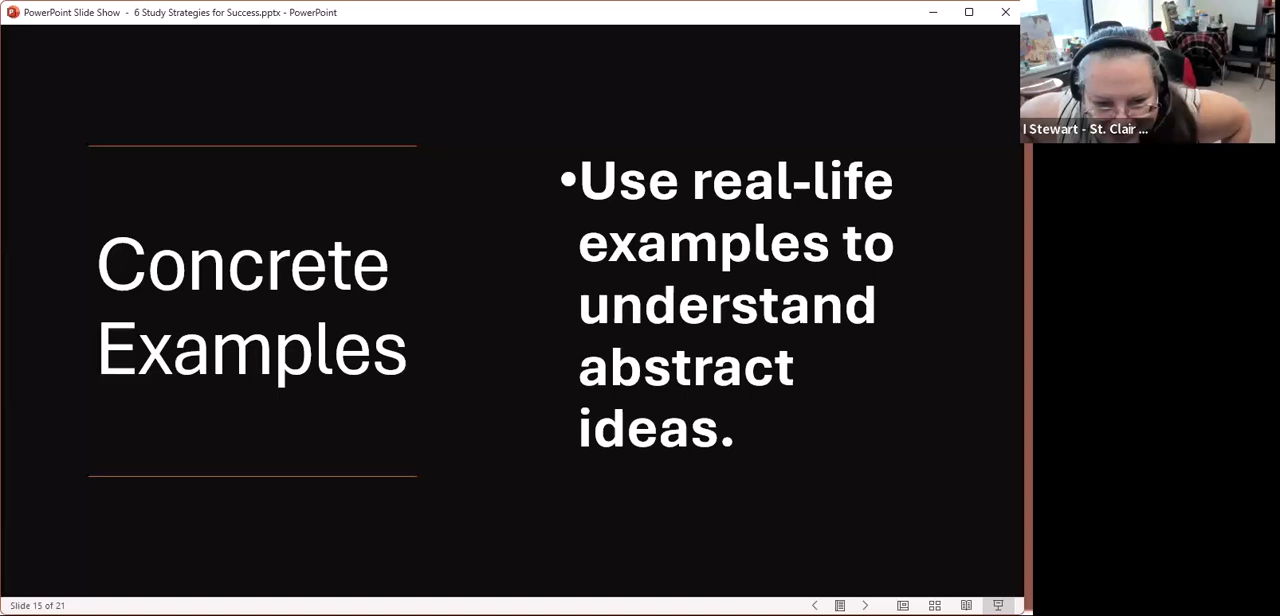 PowerPoint Slide Show - 6 Study Strategies for Success.pptx - PowerPoint
I Stewart - St. Clair ...
Concrete
Examples
•Use real-life
examples to
understand
abstract
ideas.
Slide 15 of 21